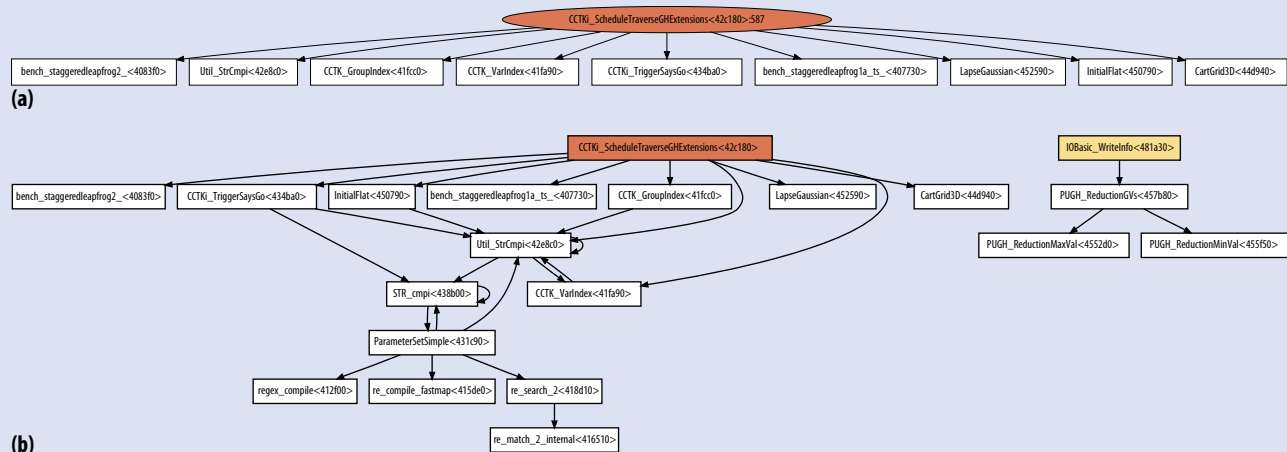 CCTKi_ScheduleTraverseGHExtensions<42c180>:587
bench_staggeredleapfrog2_<4083f0>
Util_StrCmpi<42e8c0>
CCTK_GroupIndex<41fcc0>
CCTK_VarIndex<41fa90>
CCTKi_TriggerSaysGo<434ba0>
bench_staggeredleapfrog1a_ts_<407730>
LapseGaussian<452590>
InitialFlat<450790>
CartGrid3D<44d940>
(a)
CCTKi_ScheduleTraverseGHExtensions<42c180>
IOBasic_WriteInfo<481a30>
bench_staggeredleapfrog2_<4083f0>
CCTKi_TriggerSaysGo<434ba0>
InitialFlat<450790>
bench_staggeredleapfrog1a_ts_<407730>
CCTK_GroupIndex<41fcc0>
LapseGaussian<452590>
CartGrid3D<44d940>
PUGH_ReductionGVs<457b80>
Util_StrCmpi<42e8c0>
PUGH_ReductionMaxVal<4552d0>
PUGH_ReductionMinVal<455f50>
STR_cmpi<438b00>
CCTK_VarIndex<41fa90>
ParameterSetSimple<431c90>
regex_compile<412f00>
re_compile_fastmap<415de0>
re_search_2<418d10>
re_match_2_internal<416510>
(b)